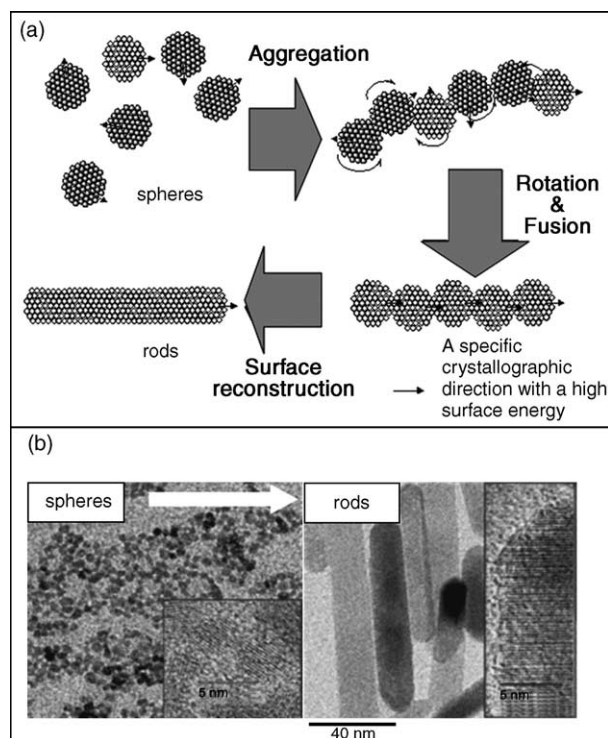 (a)
Aggregation
spheres
Rotation
&
Fusion
rods
Surface
reconstruction
A specific
crystallographic
direction with a high
surface energy
(b)
spheres
rods
5 nm
5 nm
40 nm